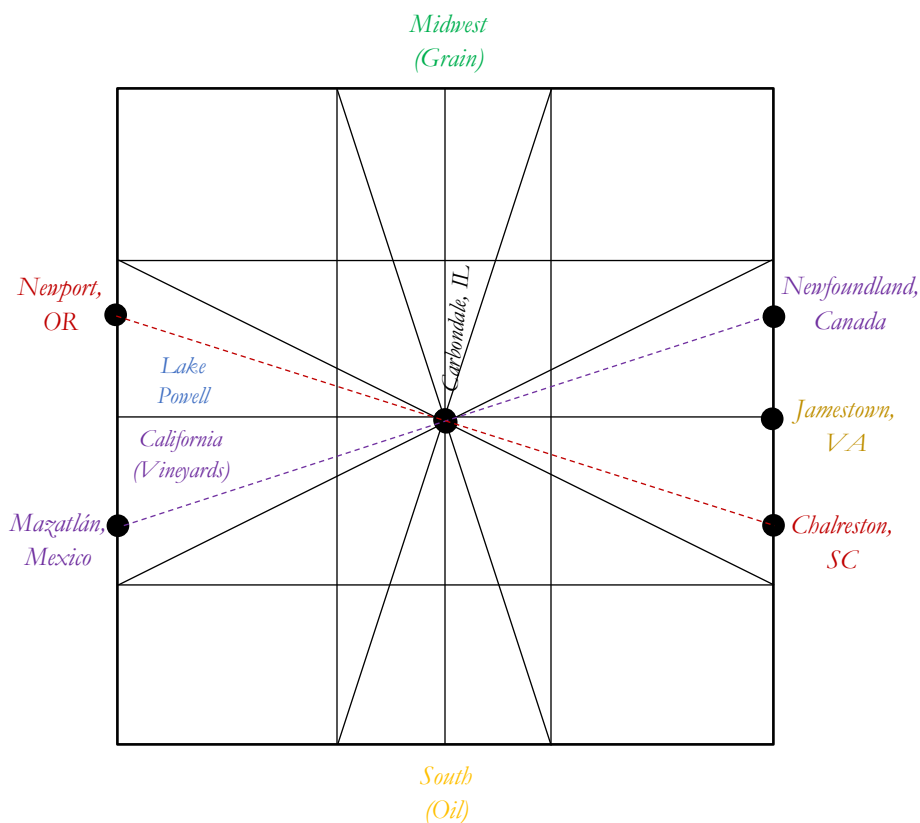 Midwest
(Grain)
Newport,
OR
Newfoundland,
Canada
Carbondale, IL
Lake
Powell
Jamestown,
VA
California
(Vineyards)
Mazatlán,
Mexico
Chalreston,
SC
South
(Oil)